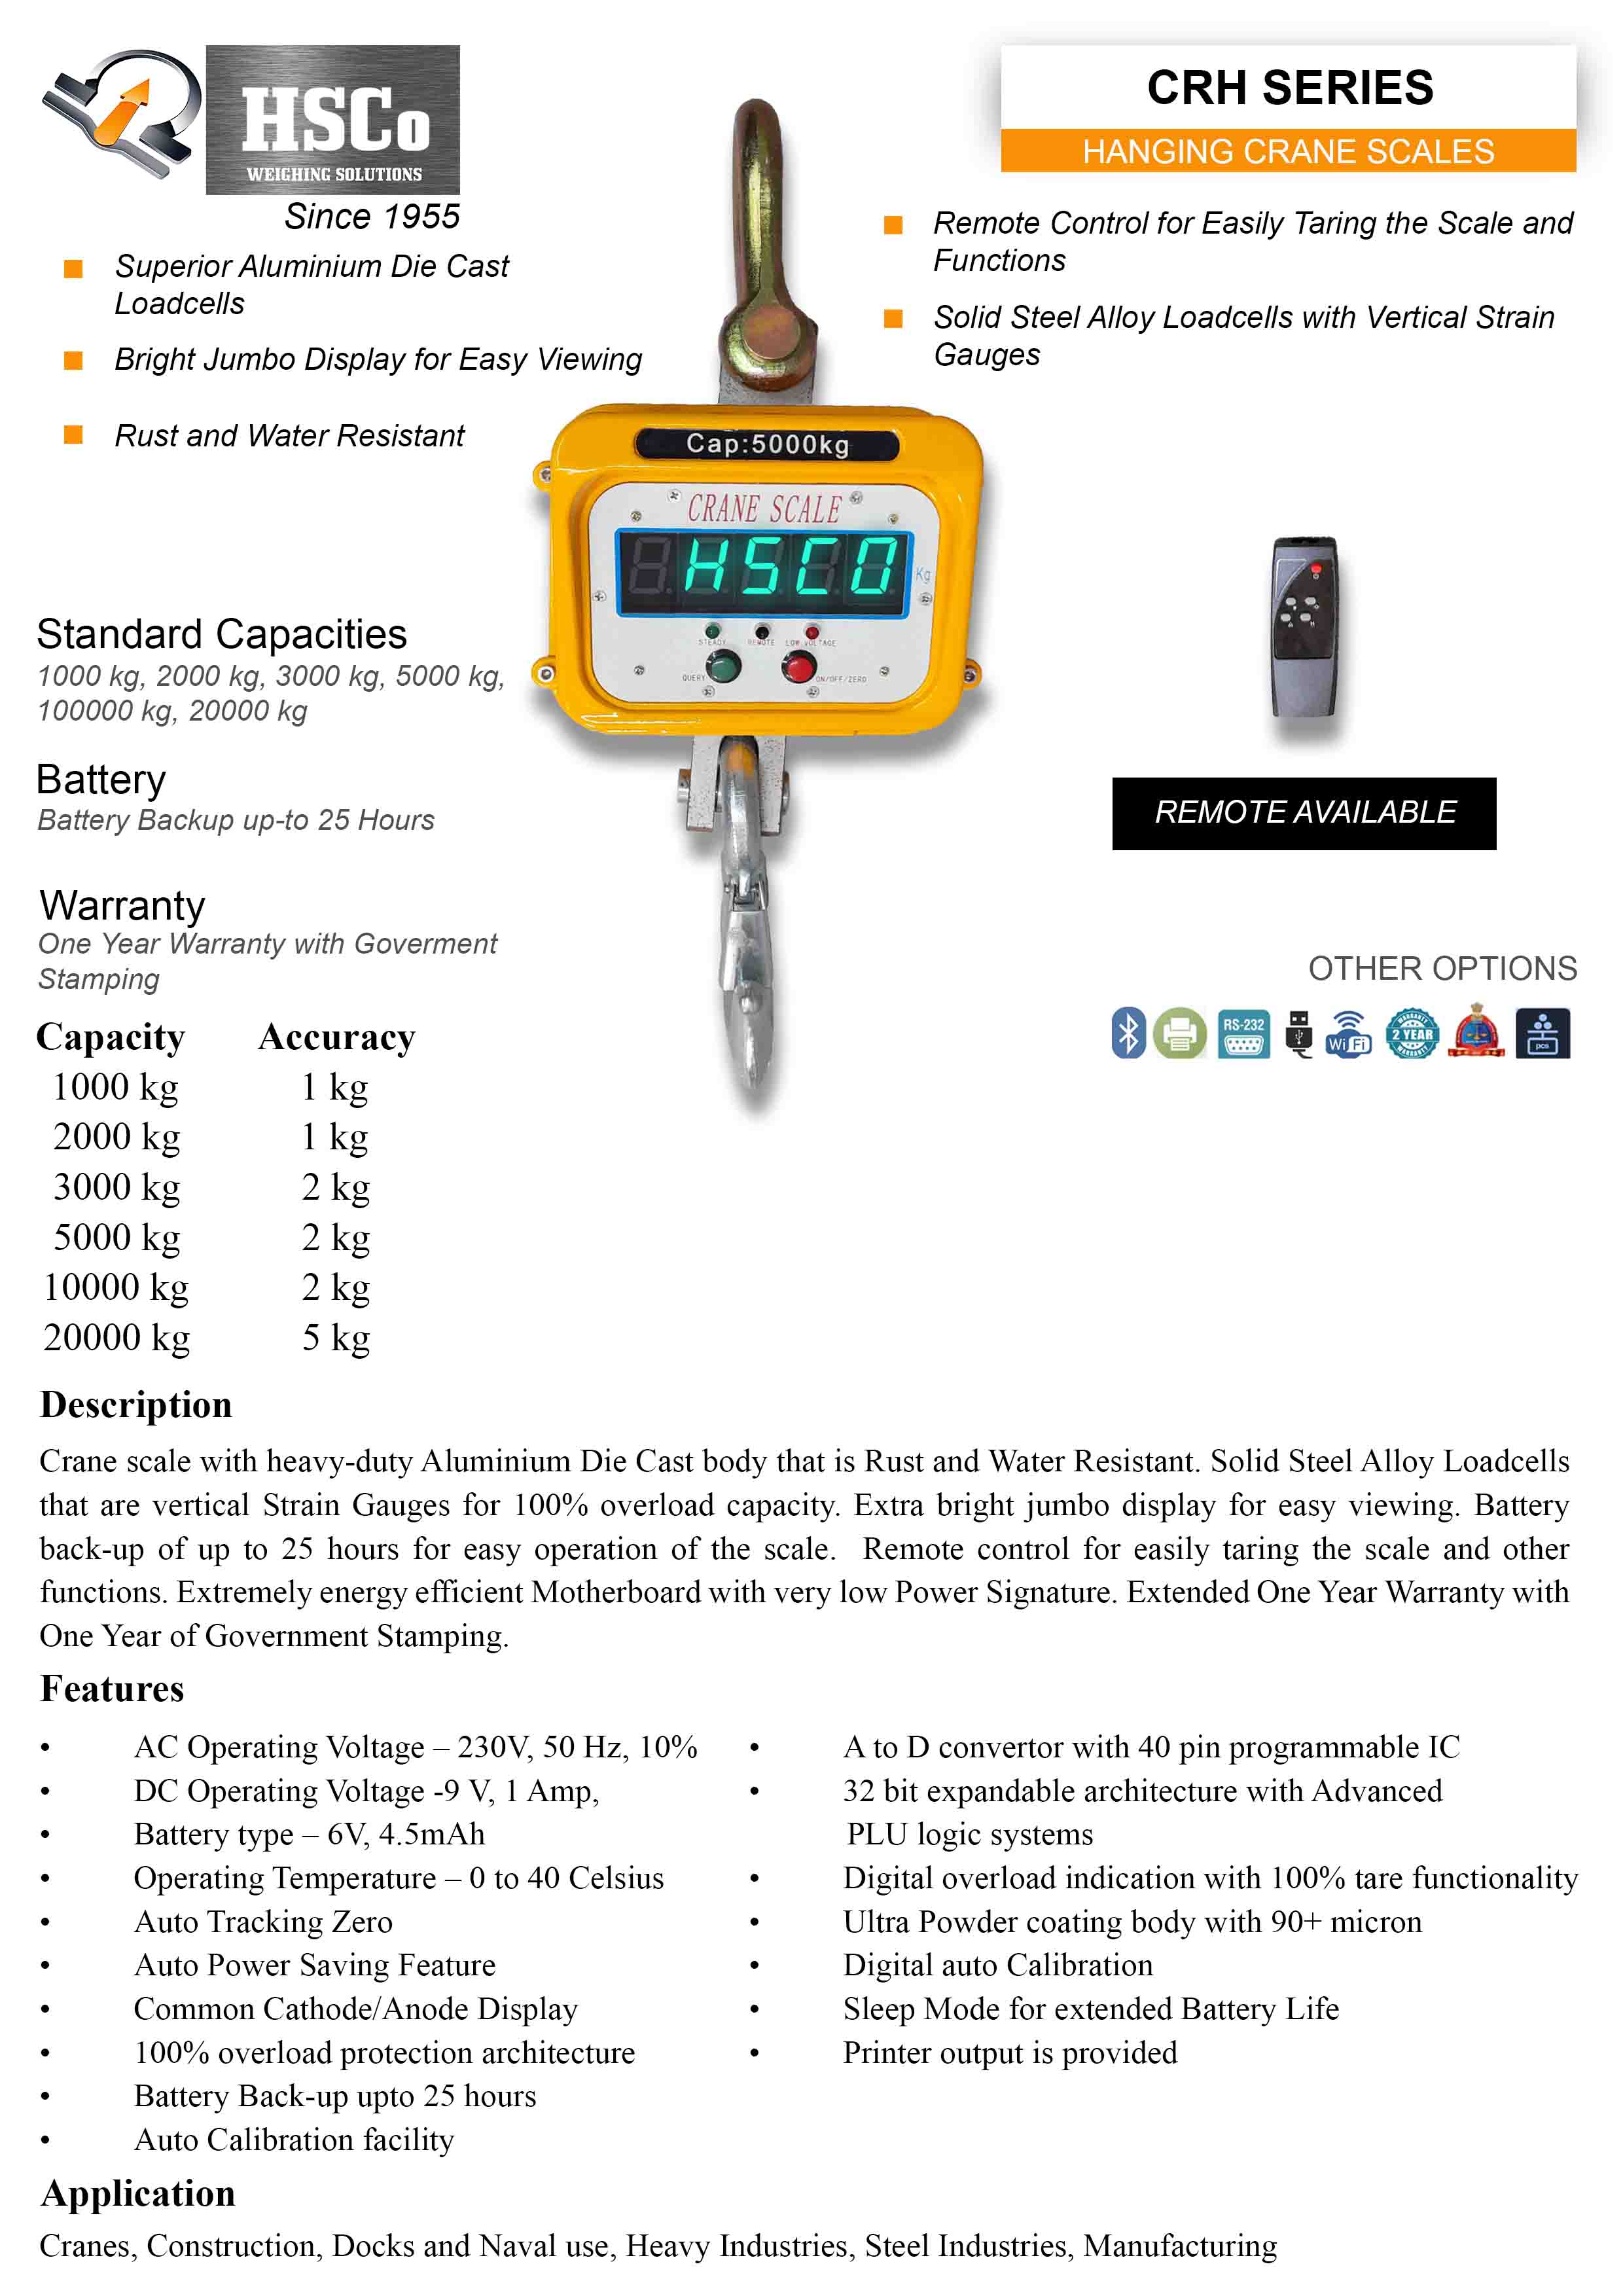 HSCo
WEIGHING SOLUTIONS
Since 1955
CRH SERIES
HANGING CRANE SCALES
Superior Aluminium Die Cast
Loadcells
Bright Jumbo Display for Easy Viewing
Rust and Water Resistant
Remote Control for Easily Taring the Scale and
Functions
Solid Steel Alloy Loadcells with Vertical Strain
Gauges
Cap:5000kg
CRANE SCALE
HSCO
Kg
STEADY REMOTE LOW VOLTAGE
QUERY ON/OFF/ZERO
Standard Capacities
1000 kg, 2000 kg, 3000 kg, 5000 kg,
100000 kg, 20000 kg
Battery
Battery Backup up-to 25 Hours
Warranty
One Year Warranty with Goverment
Stamping
REMOTE AVAILABLE
OTHER OPTIONS
RS-232
WiFi
WARRANTY
2 YEAR
WARRANTY
pcs
Capacity Accuracy
1000 kg 1 kg
2000 kg 1 kg
3000 kg 2 kg
5000 kg 2 kg
10000 kg 2 kg
20000 kg 5 kg
Description
Crane scale with heavy-duty Aluminium Die Cast body that is Rust and Water Resistant. Solid Steel Alloy Loadcells
that are vertical Strain Gauges for 100% overload capacity. Extra bright jumbo display for easy viewing. Battery
back-up of up to 25 hours for easy operation of the scale. Remote control for easily taring the scale and other
functions. Extremely energy efficient Motherboard with very low Power Signature. Extended One Year Warranty with
One Year of Government Stamping.
Features
• AC Operating Voltage – 230V, 50 Hz, 10%
• DC Operating Voltage -9 V, 1 Amp,
• Battery type – 6V, 4.5mAh
• Operating Temperature – 0 to 40 Celsius
• Auto Tracking Zero
• Auto Power Saving Feature
• Common Cathode/Anode Display
• 100% overload protection architecture
• Battery Back-up upto 25 hours
• Auto Calibration facility
• A to D convertor with 40 pin programmable IC
• 32 bit expandable architecture with Advanced
PLU logic systems
• Digital overload indication with 100% tare functionality
• Ultra Powder coating body with 90+ micron
• Digital auto Calibration
• Sleep Mode for extended Battery Life
• Printer output is provided
Application
Cranes, Construction, Docks and Naval use, Heavy Industries, Steel Industries, Manufacturing